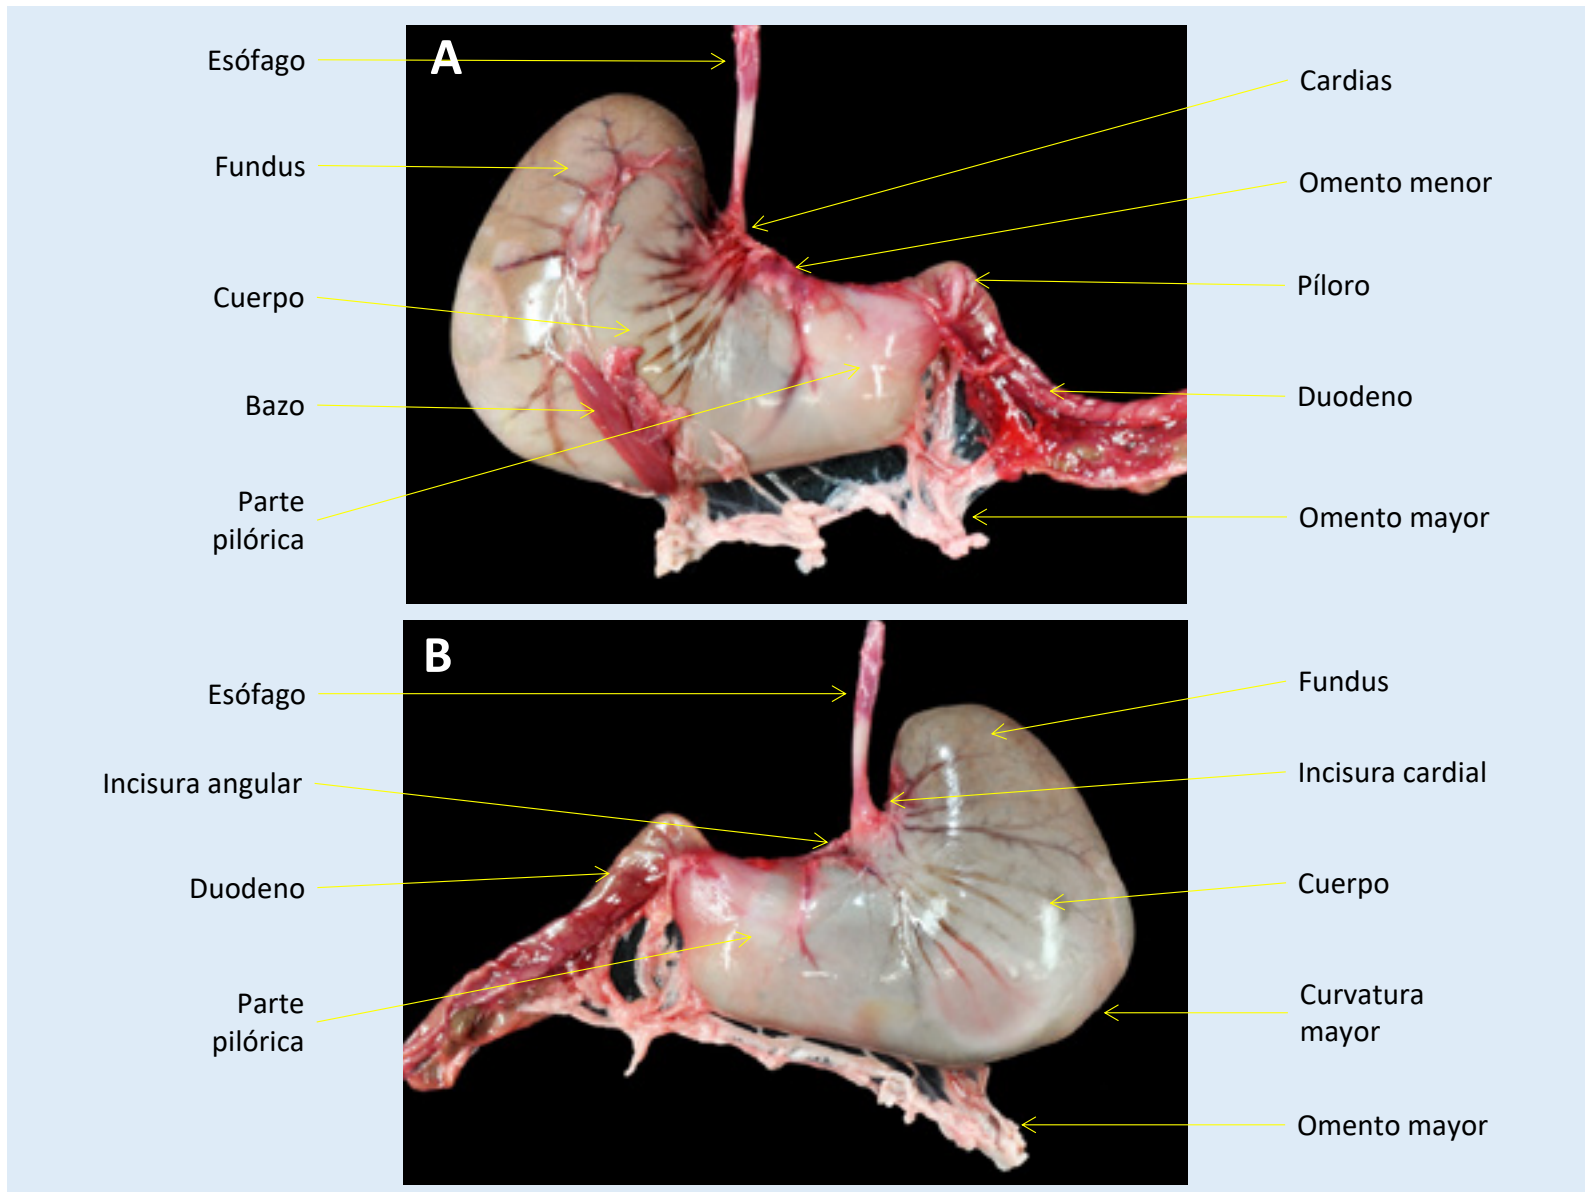 A
Esófago
Fundus
Cuerpo
Bazo
Parte
pilórica
Cardias
Omento menor
Píloro
Duodeno
Omento mayor
B
Esófago
Incisura angular
Duodeno
Parte
pilórica
Fundus
Incisura cardial
Cuerpo
Curvatura
mayor
Omento mayor